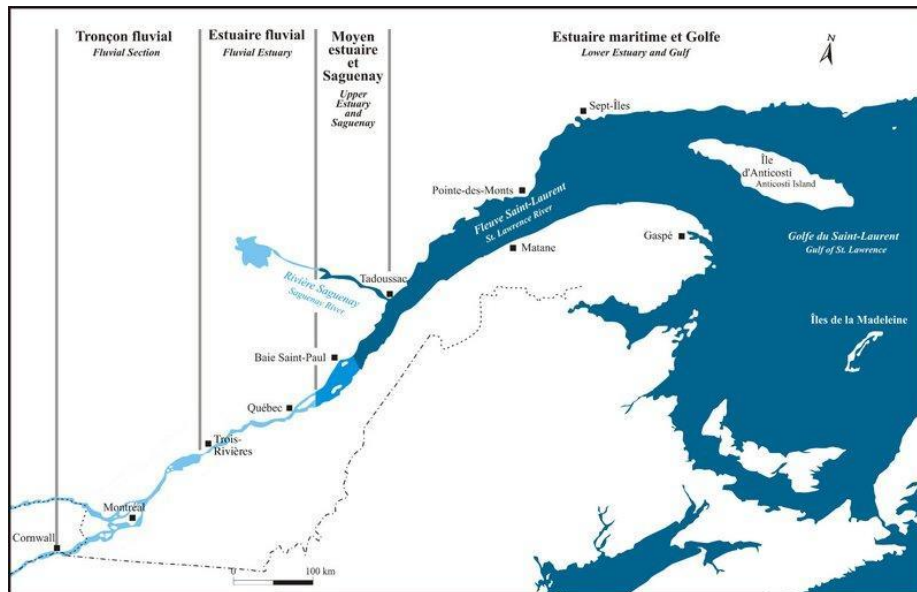 Tronçon fluvial
Fluvial Section
Estuaire fluvial
Fluvial Estuary
Moyen
estuaire
et
Saguenay
Upper
Estuary
and
Saguenay
Estuaire maritime et Golfe
Lower Estuary and Gulf
N
Sept-Îles
Île
d'Anticosti
Anticosti Island
Pointe-des-Monts
Fleuve Saint-Laurent
St. Lawrence River
Matane
Gaspé
Golfe du Saint-Laurent
Gulf of St. Lawrence
Rivière Saguenay
Saguenay River
Tadoussac
Îles de la Madeleine
Baie Saint-Paul
Québec
Trois-
Rivières
Montréal
Cornwall
0 100 km